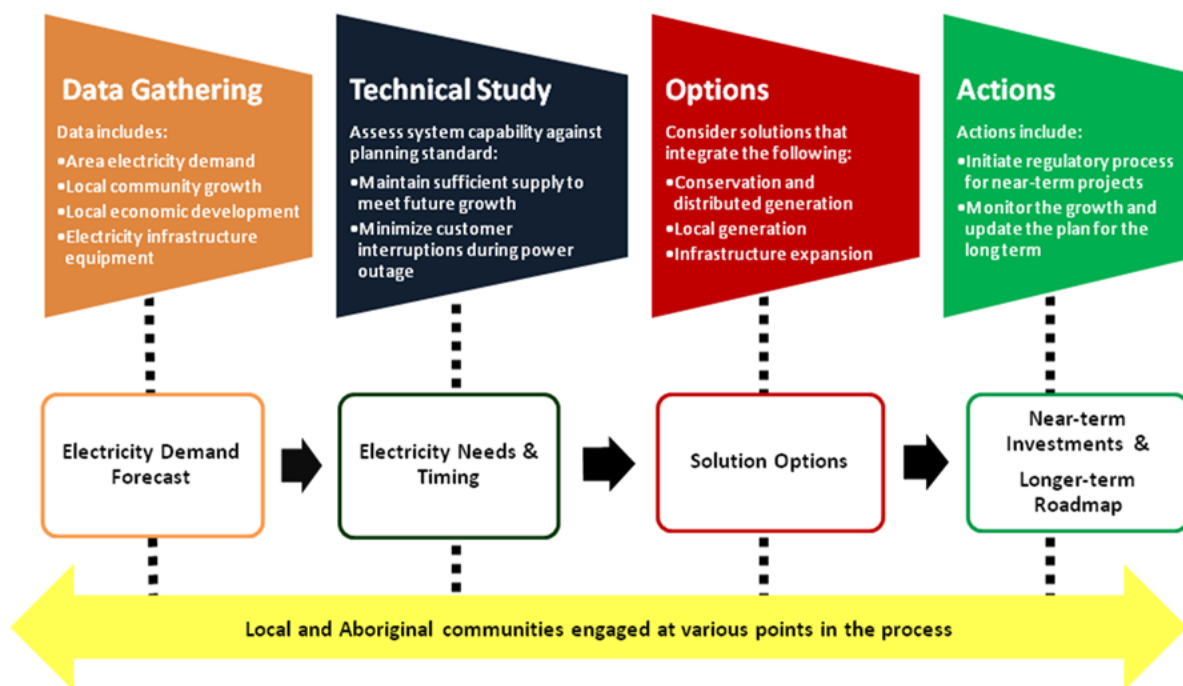 Data Gathering
Data includes:
•Area electricity demand
•Local community growth
•Local economic development
•Electricity infrastructure
equipment
Technical Study
Assess system capability against
planning standard:
•Maintain sufficient supply to
meet future growth
•Minimize customer
interruptions during power
outage
Options
Consider solutions that
integrate the following:
•Conservation and
distributed generation
•Local generation
•Infrastructure expansion
Actions
Actions include:
•Initiate regulatory process
for near-term projects
•Monitor the growth and
update the plan for the
long term
Electricity Demand
Forecast
Electricity Needs &
Timing
Solution Options
Near-term
Investments &
Longer-term
Roadmap
Local and Aboriginal communities engaged at various points in the process